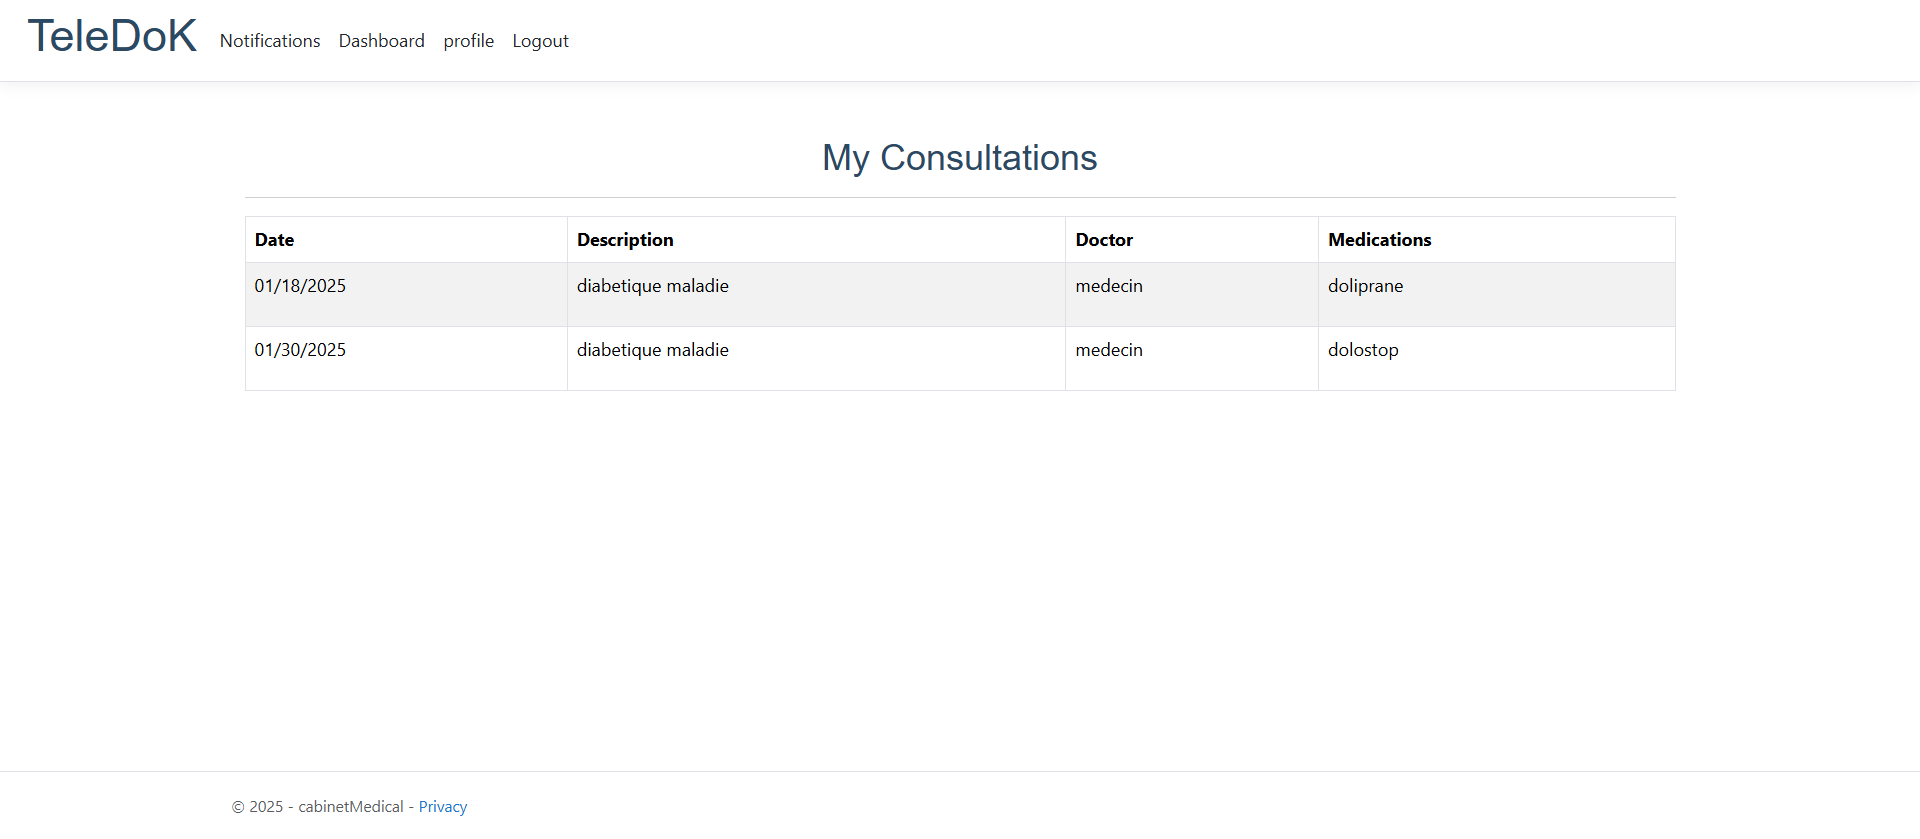 TeleDoK Notifications Dashboard profile Logout
My Consultations
Date Description Doctor Medications
01/18/2025 diabetique maladie medecin doliprane
01/30/2025 diabetique maladie medecin dolostop
© 2025 - cabinetMedical - Privacy